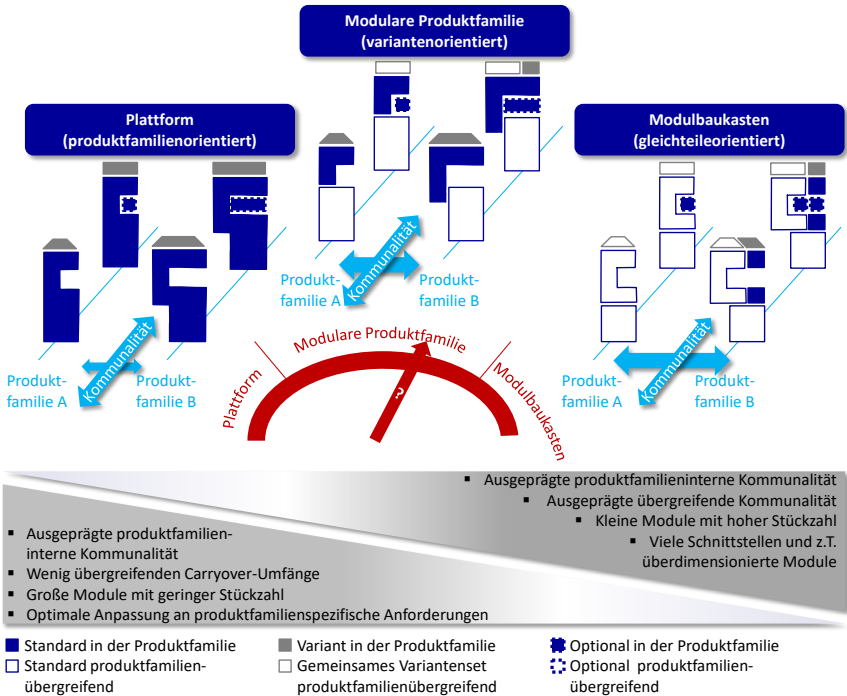 Modulare Produktfamilie
(variantenorientiert)
Plattform
(produktfamilienorientiert)
Modulbaukasten
(gleichteileorientiert)
Kommunalität
Produkt-
familie A
Produkt-
familie B
Kommunalität
Produkt-
familie A
Produkt-
familie B
Kommunalität
Produkt-
familie A
Produkt-
familie B
Plattform
Modulare Produktfamilie
Modulbaukasten
?
▪ Ausgeprägte produktfamilieninterne Kommunalität
▪ Ausgeprägte übergreifende Kommunalität
▪ Kleine Module mit hoher Stückzahl
▪ Viele Schnittstellen und z.T.
überdimensionierte Module
▪ Ausgeprägte produktfamilien-
interne Kommunalität
▪ Wenig übergreifenden Carryover-Umfänge
▪ Große Module mit geringer Stückzahl
▪ Optimale Anpassung an produktfamilienspezifische Anforderungen
Standard in der Produktfamilie
Standard produktfamilien-
übergreifend
Variant in der Produktfamilie
Gemeinsames Variantenset
produktfamilienübergreifend
Optional in der Produktfamilie
Optional produktfamilien-
übergreifend